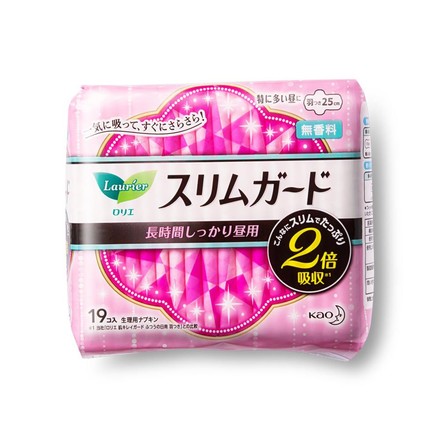 特に多い昼に 羽つき25cm
一気に吸って、すぐにさらさら!
無香料
Laurier
ロリエ
スリムガード
長時間しっかり昼用
こんなにスリムでたっぷり
2倍
吸収※1
19コ入 生理用ナプキン
Kao